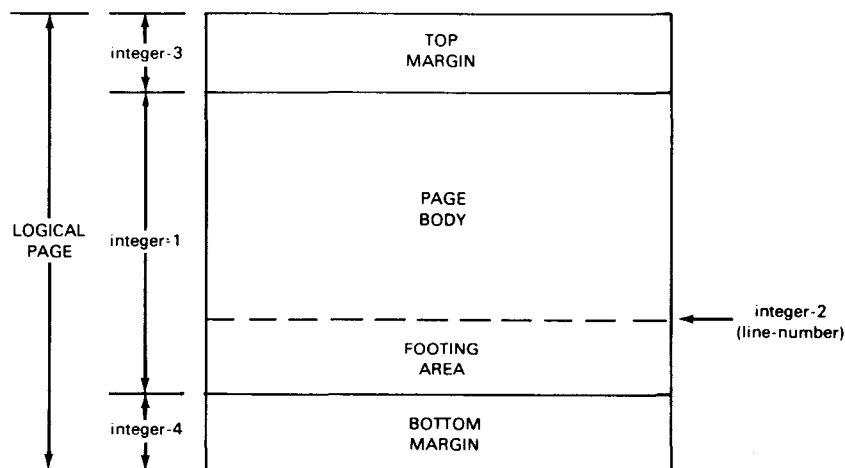 integer-3
TOP
MARGIN
LOGICAL
PAGE
integer-1
PAGE
BODY
integer-2
(line-number)
FOOTING
AREA
integer-4
BOTTOM
MARGIN